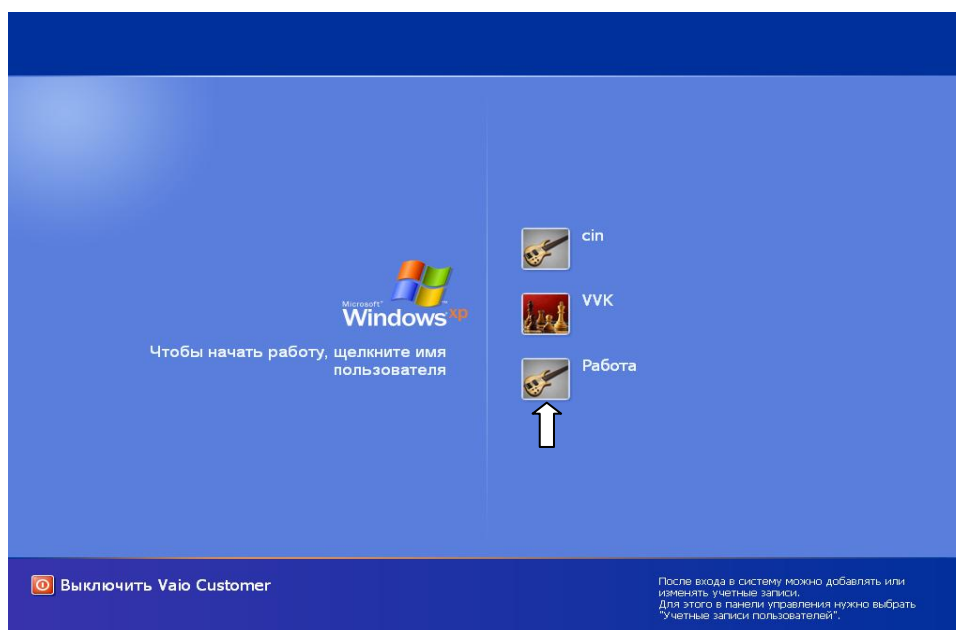 cin
Microsoft®
Windows xp
VVK
Чтобы начать работу, щелкните имя
пользователя
Работа
Выключить Vaio Customer
После входа в систему можно добавлять или
изменять учетные записи.
Для этого в панели управления нужно выбрать
"Учетные записи пользователей".